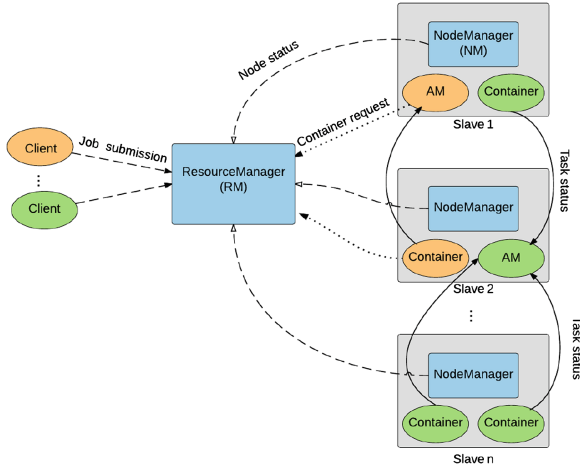 NodeManager
(NM)
AM
Container
Slave 1
Node status
Container request
Job submission
Client
⋮
Client
ResourceManager
(RM)
Task status
NodeManager
Container
AM
Slave 2
⋮
Task status
NodeManager
Container
Container
Slave n